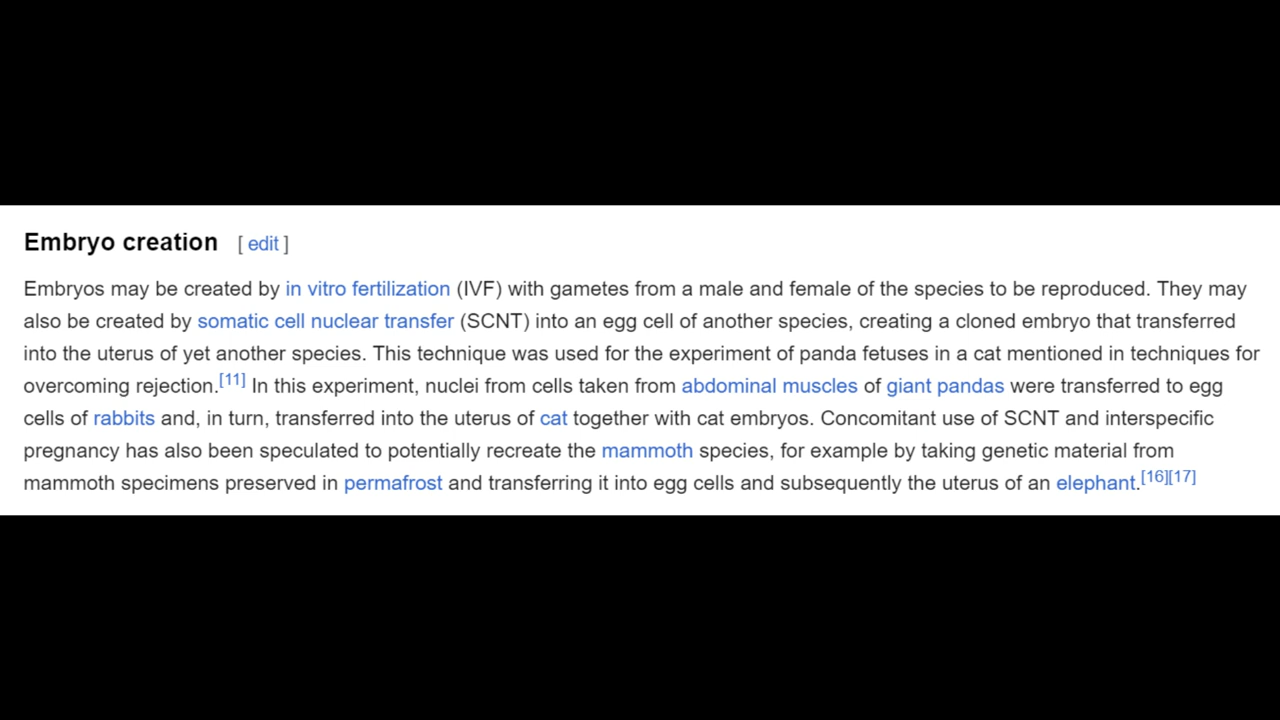 Embryo creation [ edit ]
Embryos may be created by in vitro fertilization (IVF) with gametes from a male and female of the species to be reproduced. They may
also be created by somatic cell nuclear transfer (SCNT) into an egg cell of another species, creating a cloned embryo that transferred
into the uterus of yet another species. This technique was used for the experiment of panda fetuses in a cat mentioned in techniques for
overcoming rejection.[11] In this experiment, nuclei from cells taken from abdominal muscles of giant pandas were transferred to egg
cells of rabbits and, in turn, transferred into the uterus of cat together with cat embryos. Concomitant use of SCNT and interspecific
pregnancy has also been speculated to potentially recreate the mammoth species, for example by taking genetic material from
mammoth specimens preserved in permafrost and transferring it into egg cells and subsequently the uterus of an elephant.[16][17]